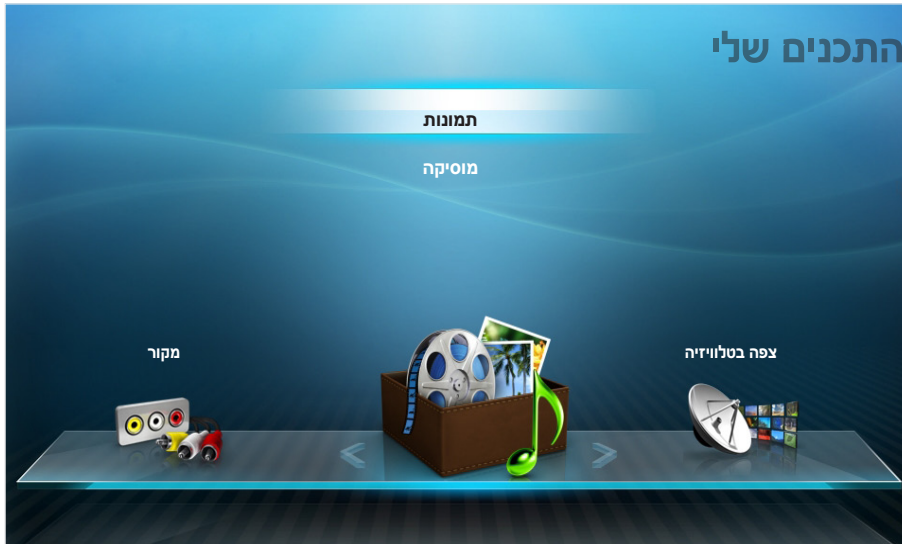 התכנים שלי
תמונות
מוסיקה
צפה בטלוויזיה
מקור